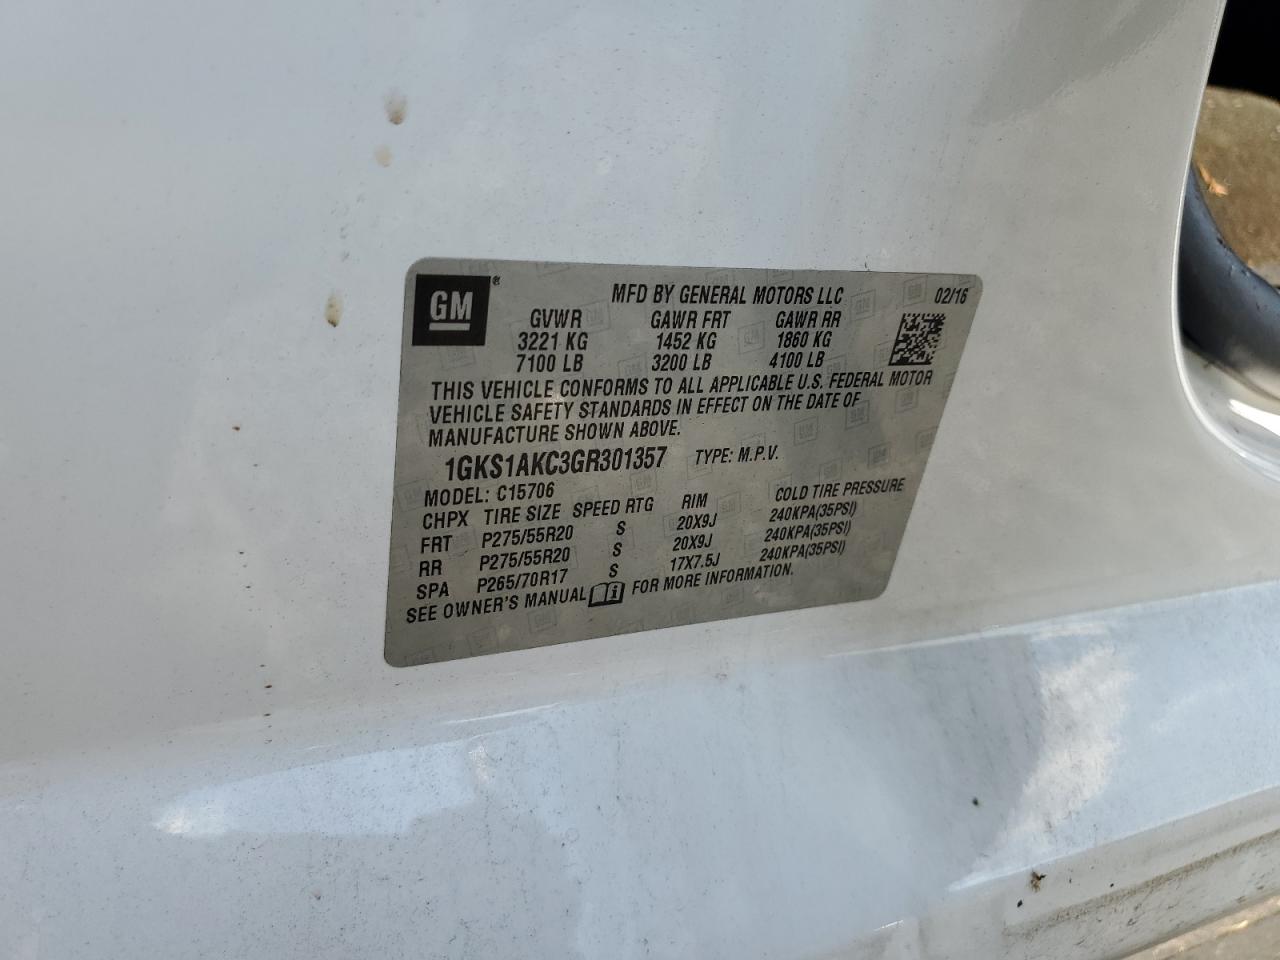 GM®
MFD BY GENERAL MOTORS LLC 02/16
GVWR GAWR FRT GAWR RR
3221 KG 1452 KG 1860 KG
7100 LB 3200 LB 4100 LB
THIS VEHICLE CONFORMS TO ALL APPLICABLE U.S. FEDERAL MOTOR
VEHICLE SAFETY STANDARDS IN EFFECT ON THE DATE OF
MANUFACTURE SHOWN ABOVE.
1GKS1AKC3GR301357 TYPE: M.P.V.
MODEL: C15706
CHPX TIRE SIZE SPEED RTG RIM COLD TIRE PRESSURE
FRT P275/55R20 S 20X9J 240KPA(35PSI)
RR P275/55R20 S 20X9J 240KPA(35PSI)
SPA P265/70R17 S 17X7.5J 240KPA(35PSI)
SEE OWNER'S MANUAL FOR MORE INFORMATION.